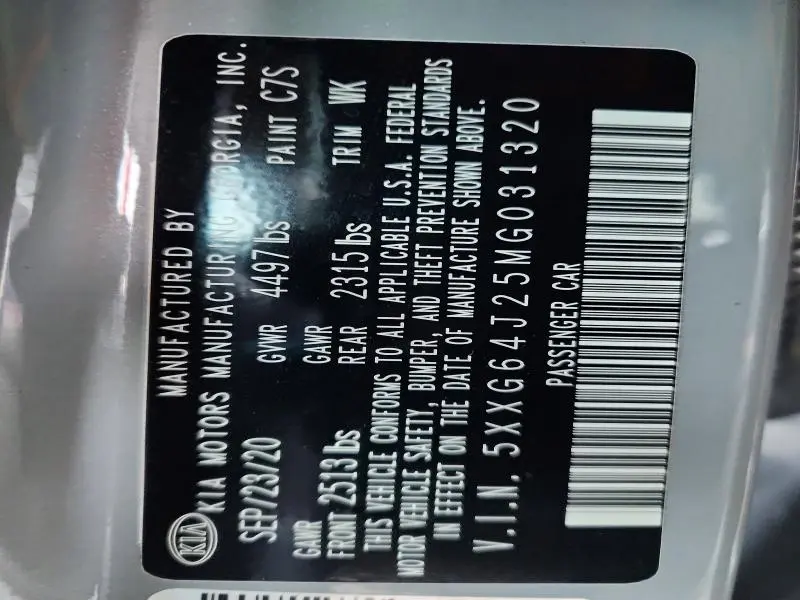 MANUFACTURED BY
KIA KIA MOTORS MANUFACTURING GEORGIA, INC.
SEP/23/20 GVWR 4497 lbs PAINT C7S
GAWR GAWR
FRONT 2513 lbs REAR 2315 lbs TRIM WK
THIS VEHICLE CONFORMS TO ALL APPLICABLE U.S.A. FEDERAL
MOTOR VEHICLE SAFETY, BUMPER, AND THEFT PREVENTION STANDARDS
IN EFFECT ON THE DATE OF MANUFACTURE SHOWN ABOVE.
V.I.N. 5XXG64J25MG031320
PASSENGER CAR